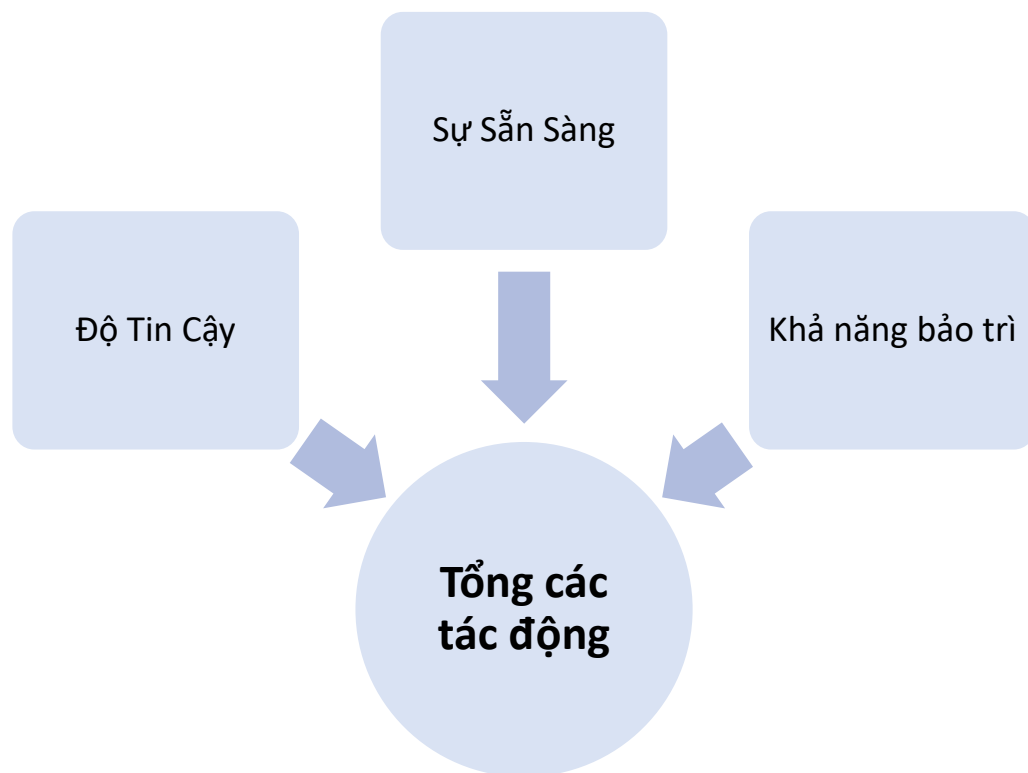 Sự Sẵn Sàng
Độ Tin Cậy
Khả năng bảo trì
Tổng các
tác động